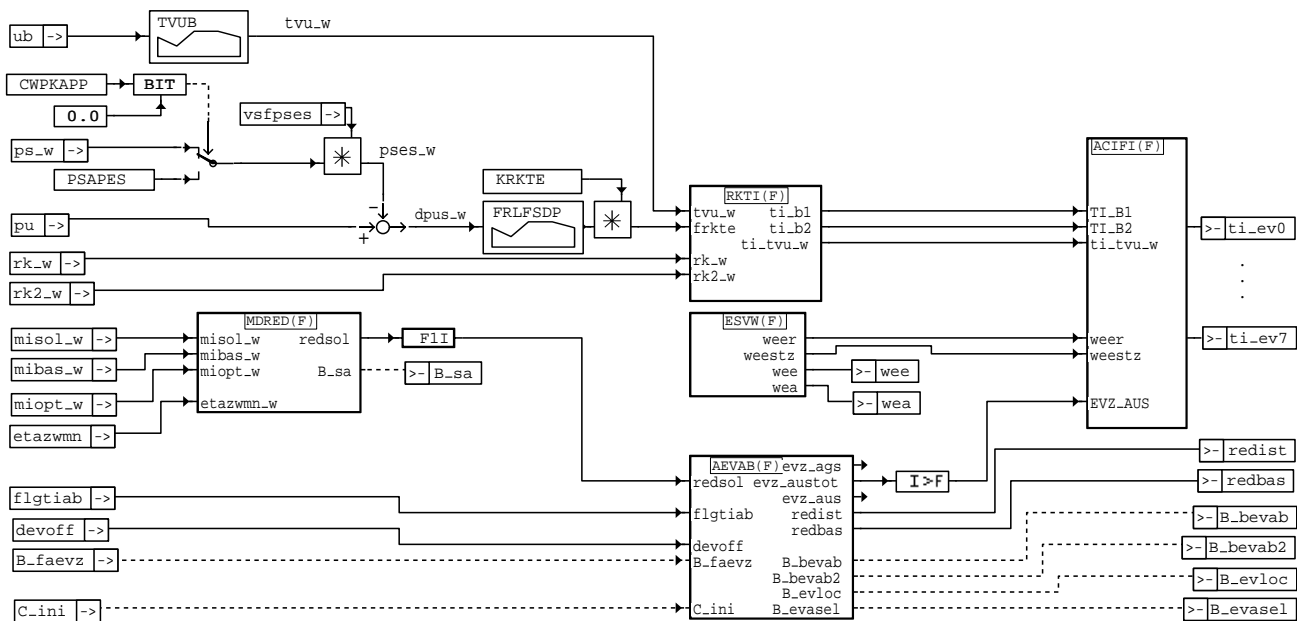 TVUB
tvu_w
ub ->
CWPKAPP
BIT
0.0
vsfpses ->
ps_w ->
*
pses_w
ACIFI(F)
PSAPES
KRKTE
RKTI(F)
pu ->
dpus_w
FRLFSDP
*
tvu_w ti_b1
TI_B1
frkte ti_b2
TI_B2
>- ti_ev0
ti_tvu_w
ti_tvu_w
rk_w ->
rk_w
rk2_w ->
rk2_w
MDRED(F)
ESVW(F)
misol_w ->
misol_w redsol
FlI
weer
weer
>- ti_ev7
mibas_w ->
mibas_w
weestz
weestz
miopt_w
B_sa
>- B_sa
wee
>- wee
miopt_w ->
etazwmn_w
wea
>- wea
EVZ_AUS
etazwmn ->
AEVAB(F) evz_ags
>- redist
redsol evz_austot
I>F
>- redbas
flgtiab ->
evz_aus
flgtiab redist
>- B_bevab
devoff ->
redbas
devoff
>- B_bevab2
B_faevz ->
B_faevz B_bevab
B_bevab2
>- B_evloc
B_evloc
C_ini ->
C_ini B_evasel
>- B_evasel